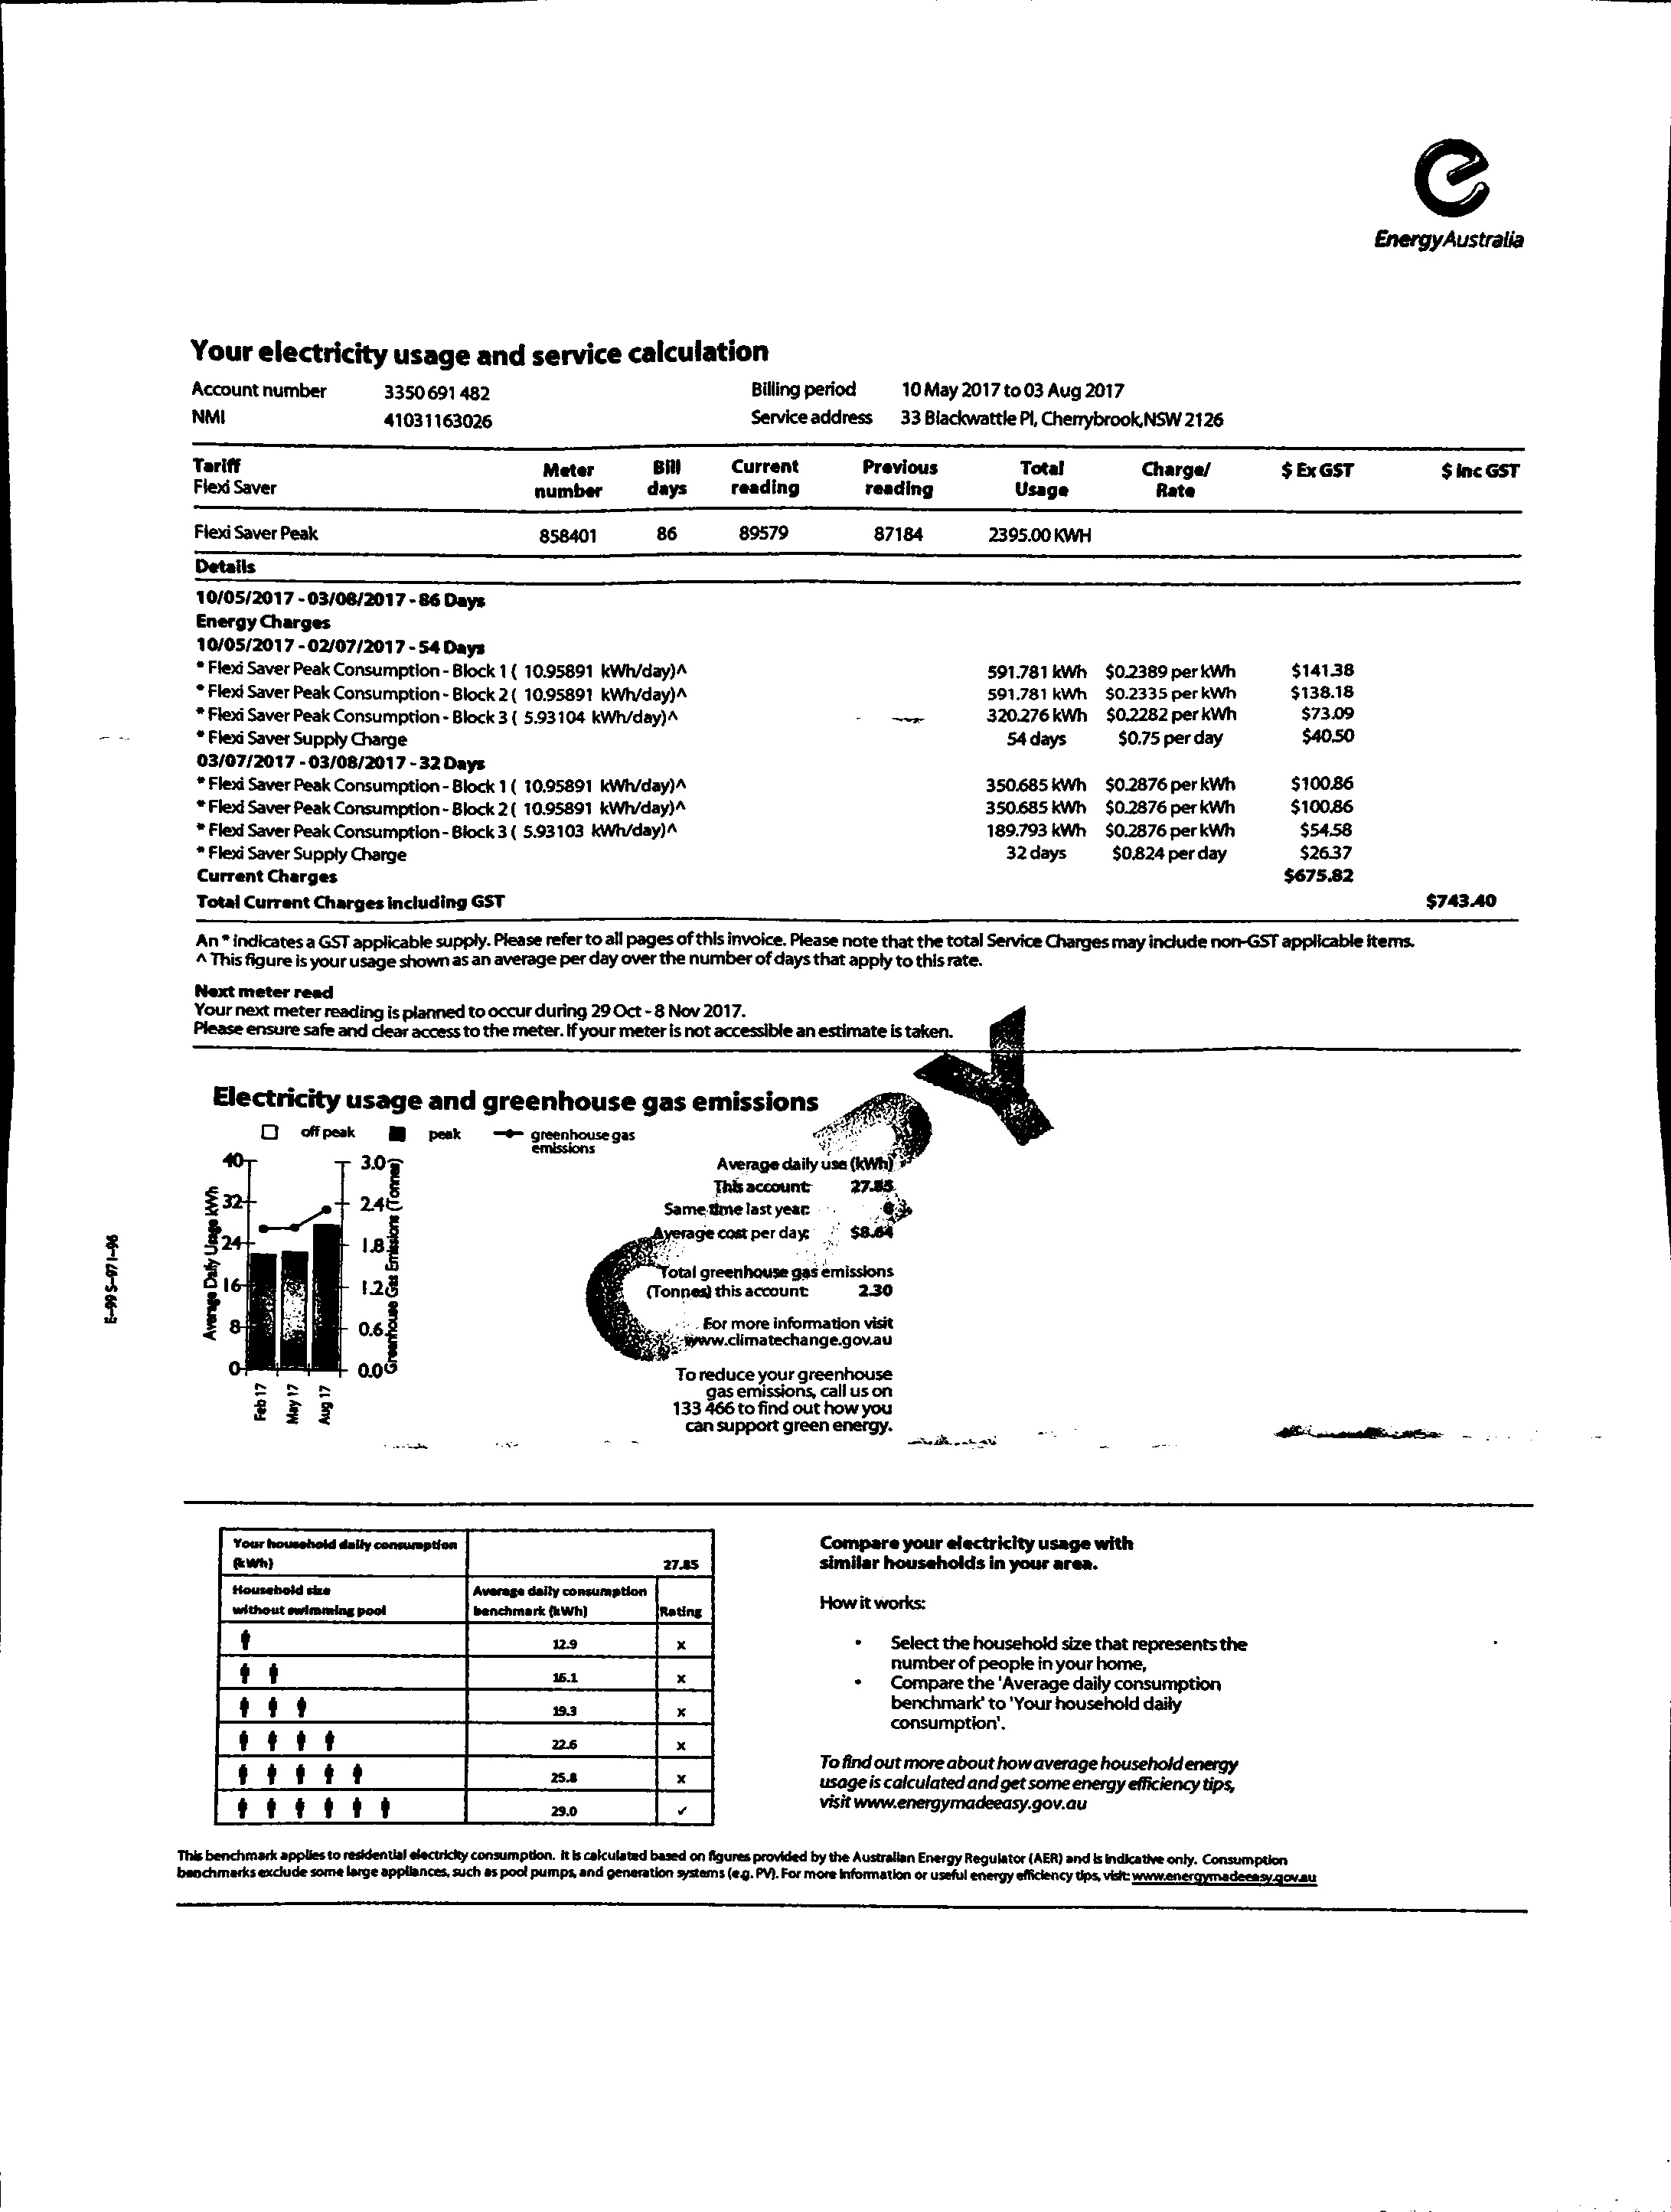 e
EnergyAustralia
Your electricity usage and service calculation
Account number 3350 691 482 Billing period 10 May 2017 to 03 Aug 2017
NMI 41031163026 Service address 33 Blackwattle Pl, Cherrybrook,NSW 2126
Tariff Meter Bill Current Previous Total Charge/ $ Ex GST $ Inc GST
Flexi Saver number days reading reading Usage Rate
Flexi Saver Peak 858401 86 89579 87184 2395.00 KWH
Details
10/05/2017 - 03/08/2017 - 86 Days
Energy Charges
10/05/2017 - 02/07/2017 - 54 Days
* Flexi Saver Peak Consumption - Block 1 ( 10.95891 kWh/day)^ 591.781 kWh $0.2389 per kWh $141.38
* Flexi Saver Peak Consumption - Block 2 ( 10.95891 kWh/day)^ 591.781 kWh $0.2335 per kWh $138.18
* Flexi Saver Peak Consumption - Block 3 ( 5.93104 kWh/day)^ 320.276 kWh $0.2282 per kWh $73.09
* Flexi Saver Supply Charge 54 days $0.75 per day $40.50
03/07/2017 - 03/08/2017 - 32 Days
* Flexi Saver Peak Consumption - Block 1 ( 10.95891 kWh/day)^ 350.685 kWh $0.2876 per kWh $100.86
* Flexi Saver Peak Consumption - Block 2 ( 10.95891 kWh/day)^ 350.685 kWh $0.2876 per kWh $100.86
* Flexi Saver Peak Consumption - Block 3 ( 5.93103 kWh/day)^ 189.793 kWh $0.2876 per kWh $54.58
* Flexi Saver Supply Charge 32 days $0.824 per day $26.37
Current Charges $675.82
Total Current Charges including GST $743.40
An * indicates a GST applicable supply. Please refer to all pages of this invoice. Please note that the total Service Charges may include non-GST applicable items.
^ This figure is your usage shown as an average per day over the number of days that apply to this rate.
Next meter read
Your next meter reading is planned to occur during 29 Oct - 8 Nov 2017.
Please ensure safe and clear access to the meter. If your meter is not accessible an estimate is taken.
COPY
Electricity usage and greenhouse gas emissions
off peak peak greenhouse gas
emissions
Average Daily Usage kWh
40
32
24
16
8
0
3.0
2.4
1.8
1.2
0.6
0.0
Greenhouse Gas Emissions (Tonnes)
Feb 17
May 17
Aug 17
Average daily use (kWh)
This account: 27.85
Same time last year: 0
Average cost per day: $8.64
Total greenhouse gas emissions
(Tonnes) this account: 2.30
For more information visit
www.climatechange.gov.au
To reduce your greenhouse
gas emissions, call us on
133 466 to find out how you
can support green energy.
E-99 S-971-96
Your household daily consumption
(kWh) 27.85
Household size Average daily consumption
without swimming pool benchmark (kWh) Rating
12.9 x
16.1 x
19.3 x
22.6 x
25.8 x
29.0 ✓
Compare your electricity usage with
similar households in your area.
How it works:
• Select the household size that represents the
number of people in your home,
• Compare the 'Average daily consumption
benchmark' to 'Your household daily
consumption'.
To find out more about how average household energy
usage is calculated and get some energy efficiency tips,
visit www.energymadeeasy.gov.au
This benchmark applies to residential electricity consumption. It is calculated based on figures provided by the Australian Energy Regulator (AER) and is indicative only. Consumption
benchmarks exclude some large appliances, such as pool pumps, and generation systems (e.g. PV). For more information or useful energy efficiency tips, visit: www.energymadeeasy.gov.au